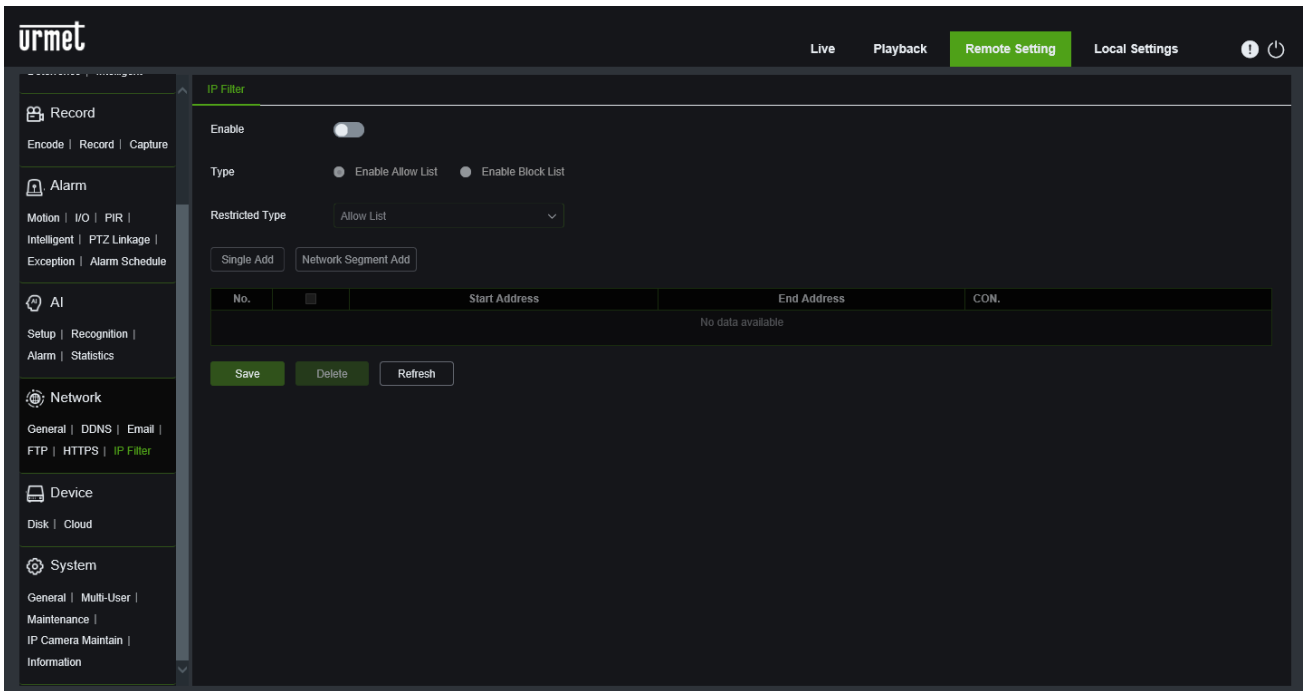 urmet
Live Playback Remote Setting Local Settings
Record
Encode | Record | Capture
Alarm
Motion | I/O | PIR |
Intelligent | PTZ Linkage |
Exception | Alarm Schedule
AI
Setup | Recognition |
Alarm | Statistics
Network
General | DDNS | Email |
FTP | HTTPS | IP Filter
Device
Disk | Cloud
System
General | Multi-User |
Maintenance |
IP Camera Maintain |
Information
IP Filter
Enable
Type Enable Allow List Enable Block List
Restricted Type Allow List
Single Add Network Segment Add
No. Start Address End Address CON.
No data available
Save Delete Refresh